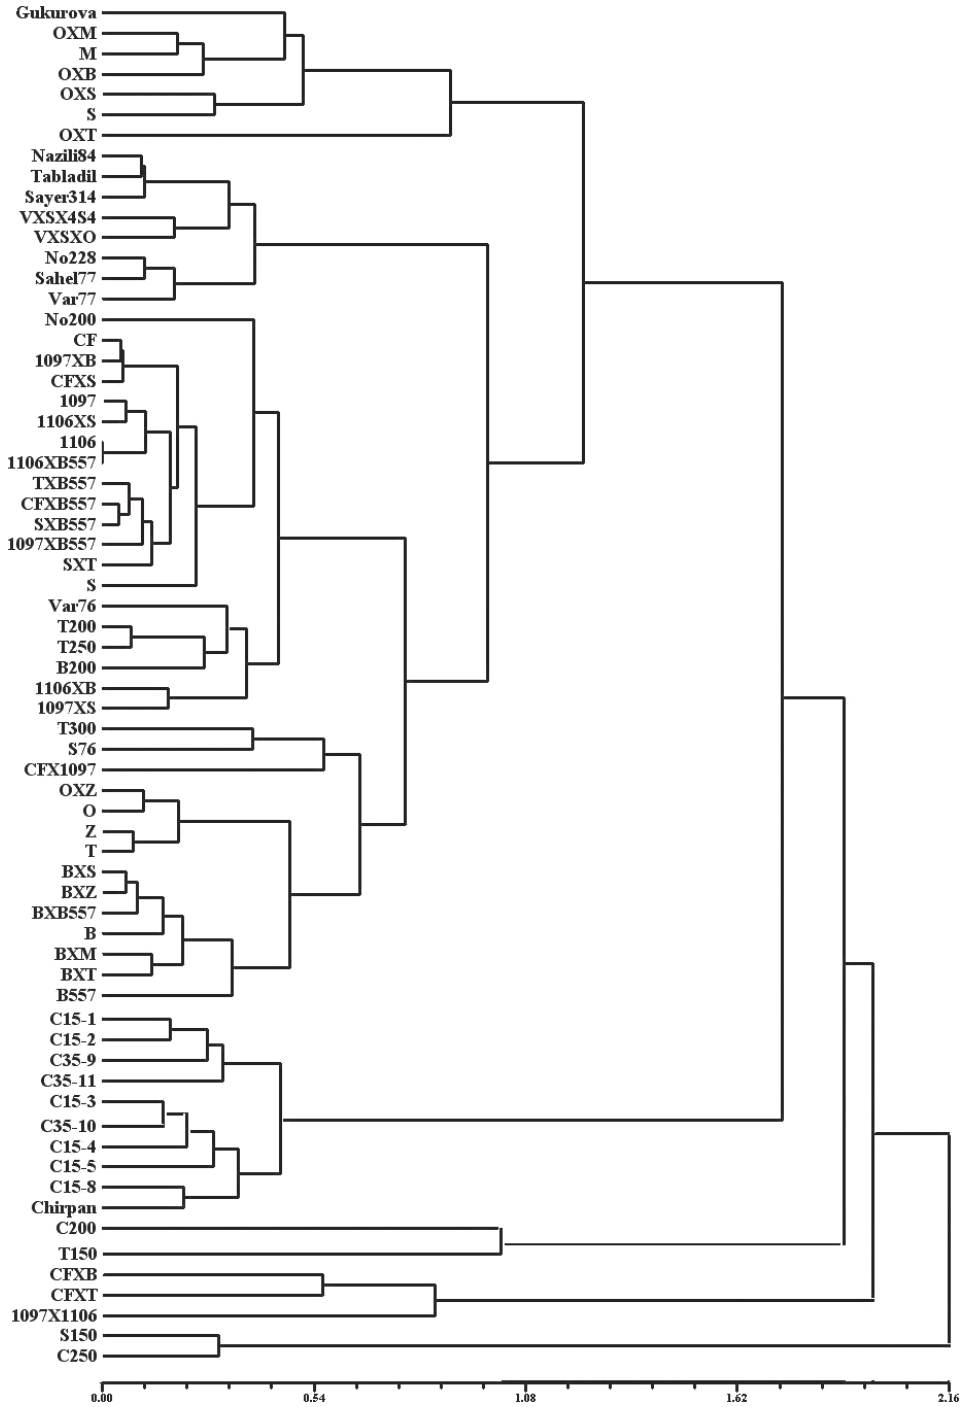 Gukurova
OXM
M
OXB
OXS
S
OXT
Nazili84
Tabladil
Sayer314
VXSX4S4
VXSXO
No228
Sahel77
Var77
No200
CF
1097XB
CFXS
1097
1106XS
1106
1106XB557
TXB557
CFXB557
SXB557
1097XB557
SXT
S
Var76
T200
T250
B200
1106XB
1097XS
T300
S76
CFX1097
OXZ
O
Z
T
BXS
BXZ
BXB557
B
BXM
BXT
B557
C15-1
C15-2
C35-9
C35-11
C15-3
C35-10
C15-4
C15-5
C15-8
Chirpan
C200
T150
CFXB
CFXT
1097X1106
S150
C250
0.00 0.54 1.08 1.62 2.16